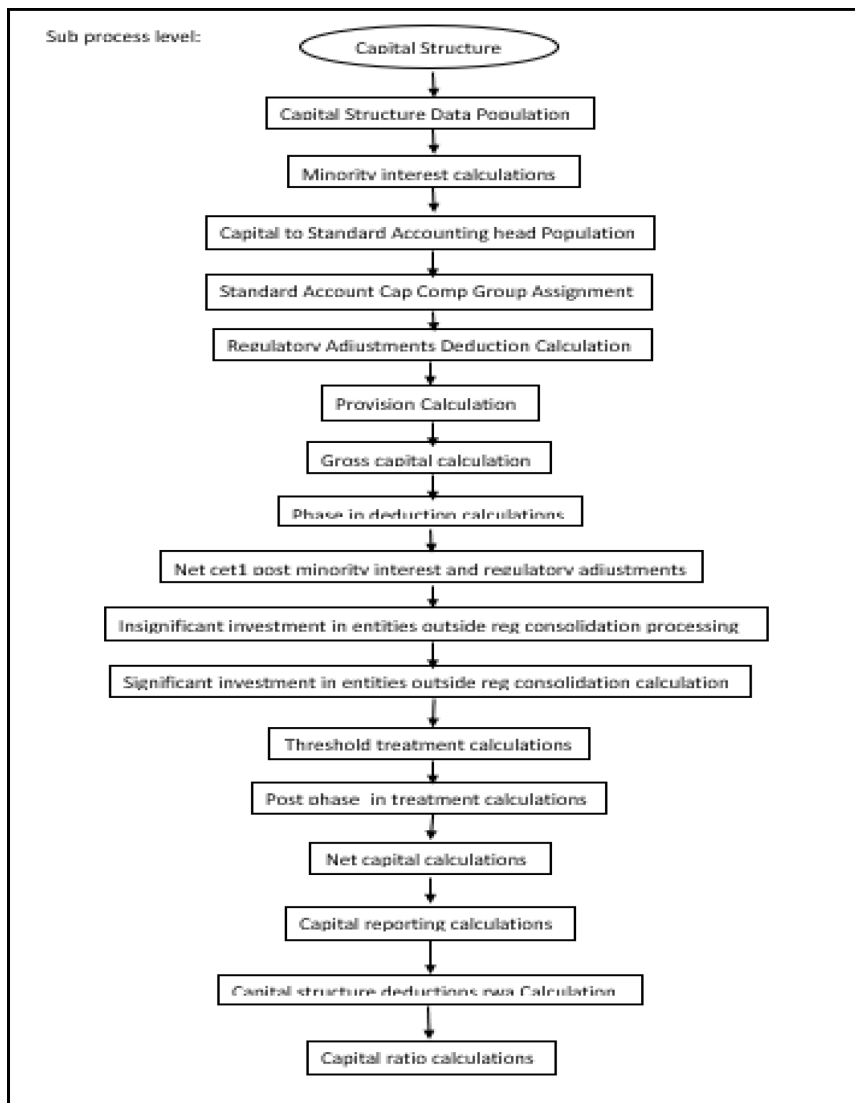 Sub process level:
Capital Structure
Capital Structure Data Population
Minority interest calculations
Capital to Standard Accounting head Population
Standard Account Cap Comp Group Assignment
Regulatory Adjustments Deduction Calculation
Provision Calculation
Gross capital calculation
Phase in deduction calculations
Net cet1 post minority interest and regulatory adjustments
Insignificant investment in entities outside reg consolidation processing
Significant investment in entities outside reg consolidation calculation
Threshold treatment calculations
Post phase in treatment calculations
Net capital calculations
Capital reporting calculations
Capital structure deductions rwa Calculation
Capital ratio calculations